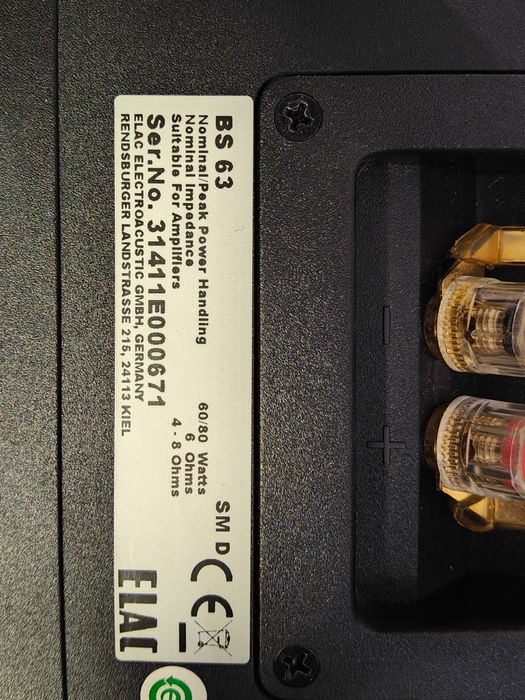 BS 63 SM D CE
Nominal/Peak Power Handling 60/80 Watts
Nominal Impedance 6 Ohms
Suitable For Amplifiers 4 - 8 Ohms
Ser.No. 31411E000671
ELAC ELECTROACUSTIC GMBH, GERMANY
RENDSBURGER LANDSTRASSE 215, 24113 KIEL
ELAC
-
+